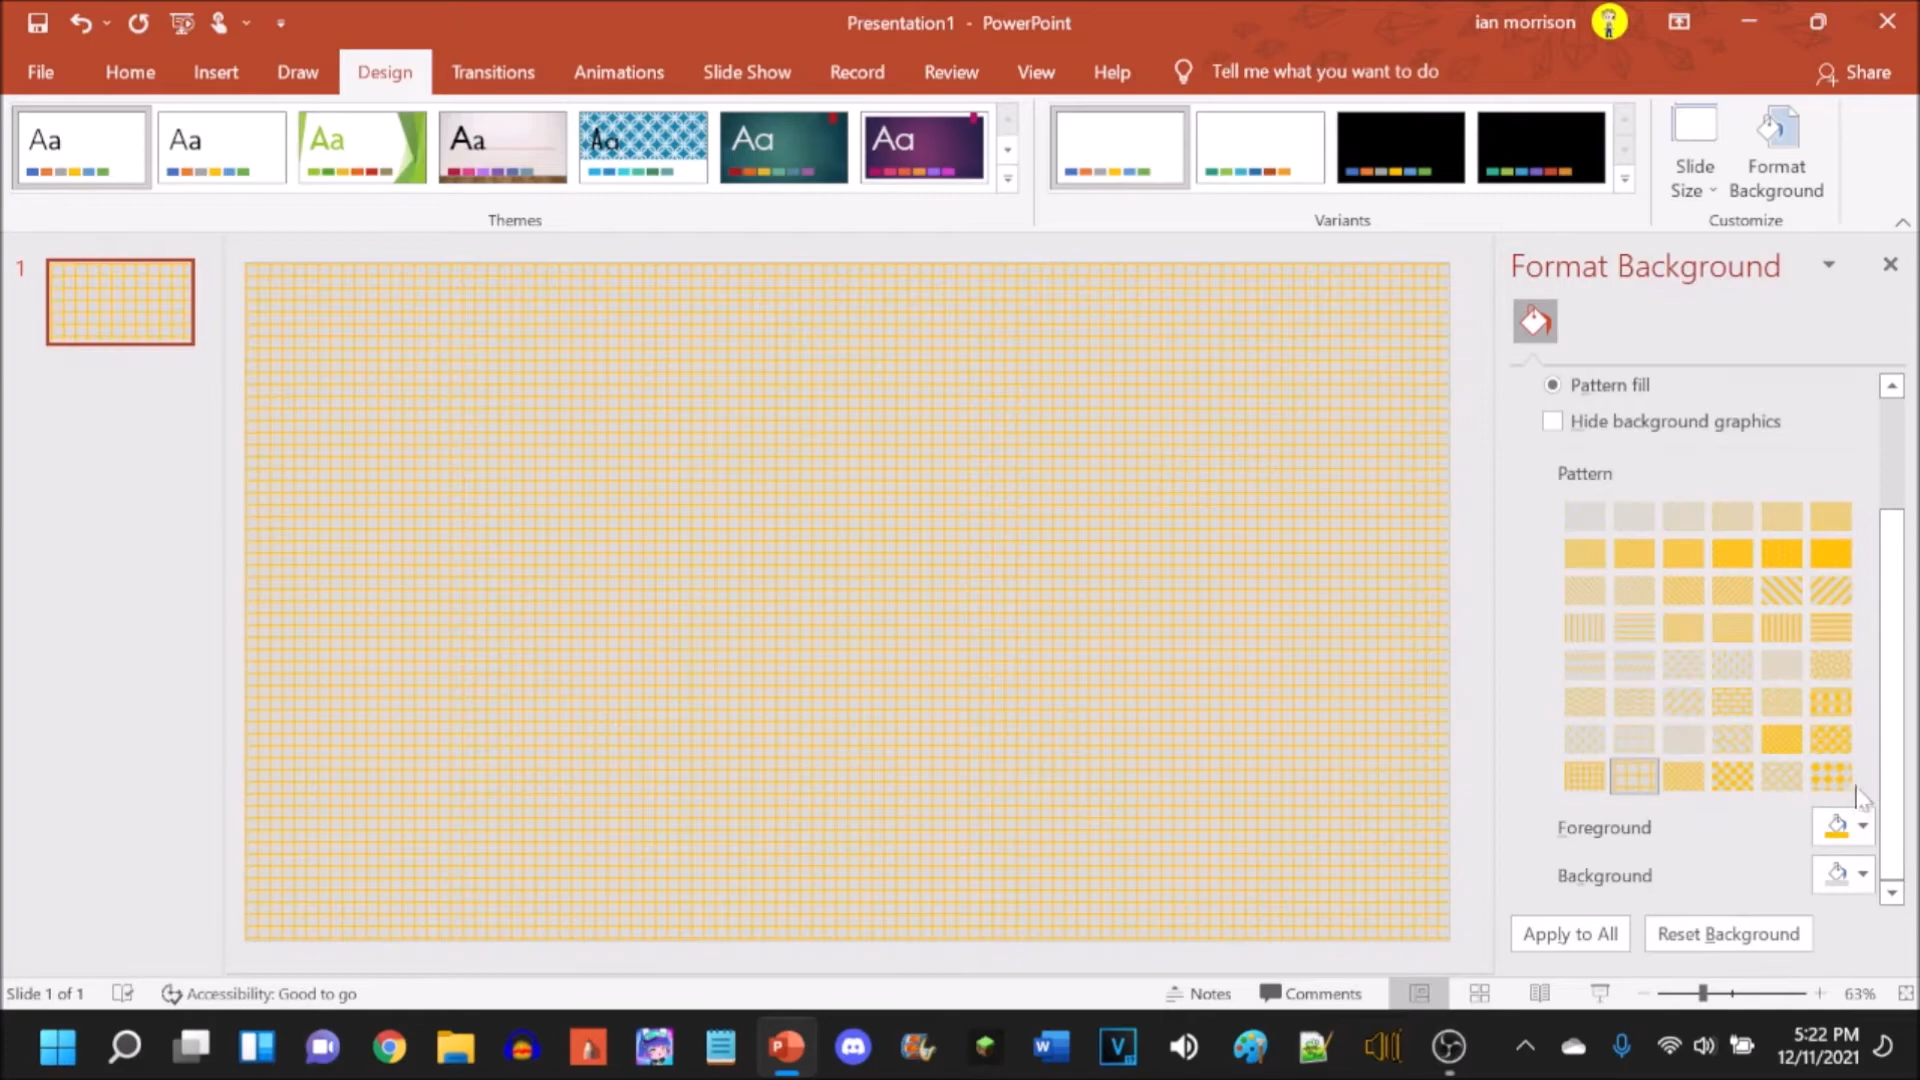 Presentation1 - PowerPoint
ian morrison
File Home Insert Draw Design Transitions Animations Slide Show Record Review View Help Tell me what you want to do Share
Aa Aa Aa Aa Aa Aa Aa
Slide Size
Format Background
Themes Variants Customize
1
Format Background
Pattern fill
Hide background graphics
Pattern
Foreground
Background
Apply to All Reset Background
Slide 1 of 1 Accessibility: Good to go Notes Comments 63%
P W V
5:22 PM
12/11/2021